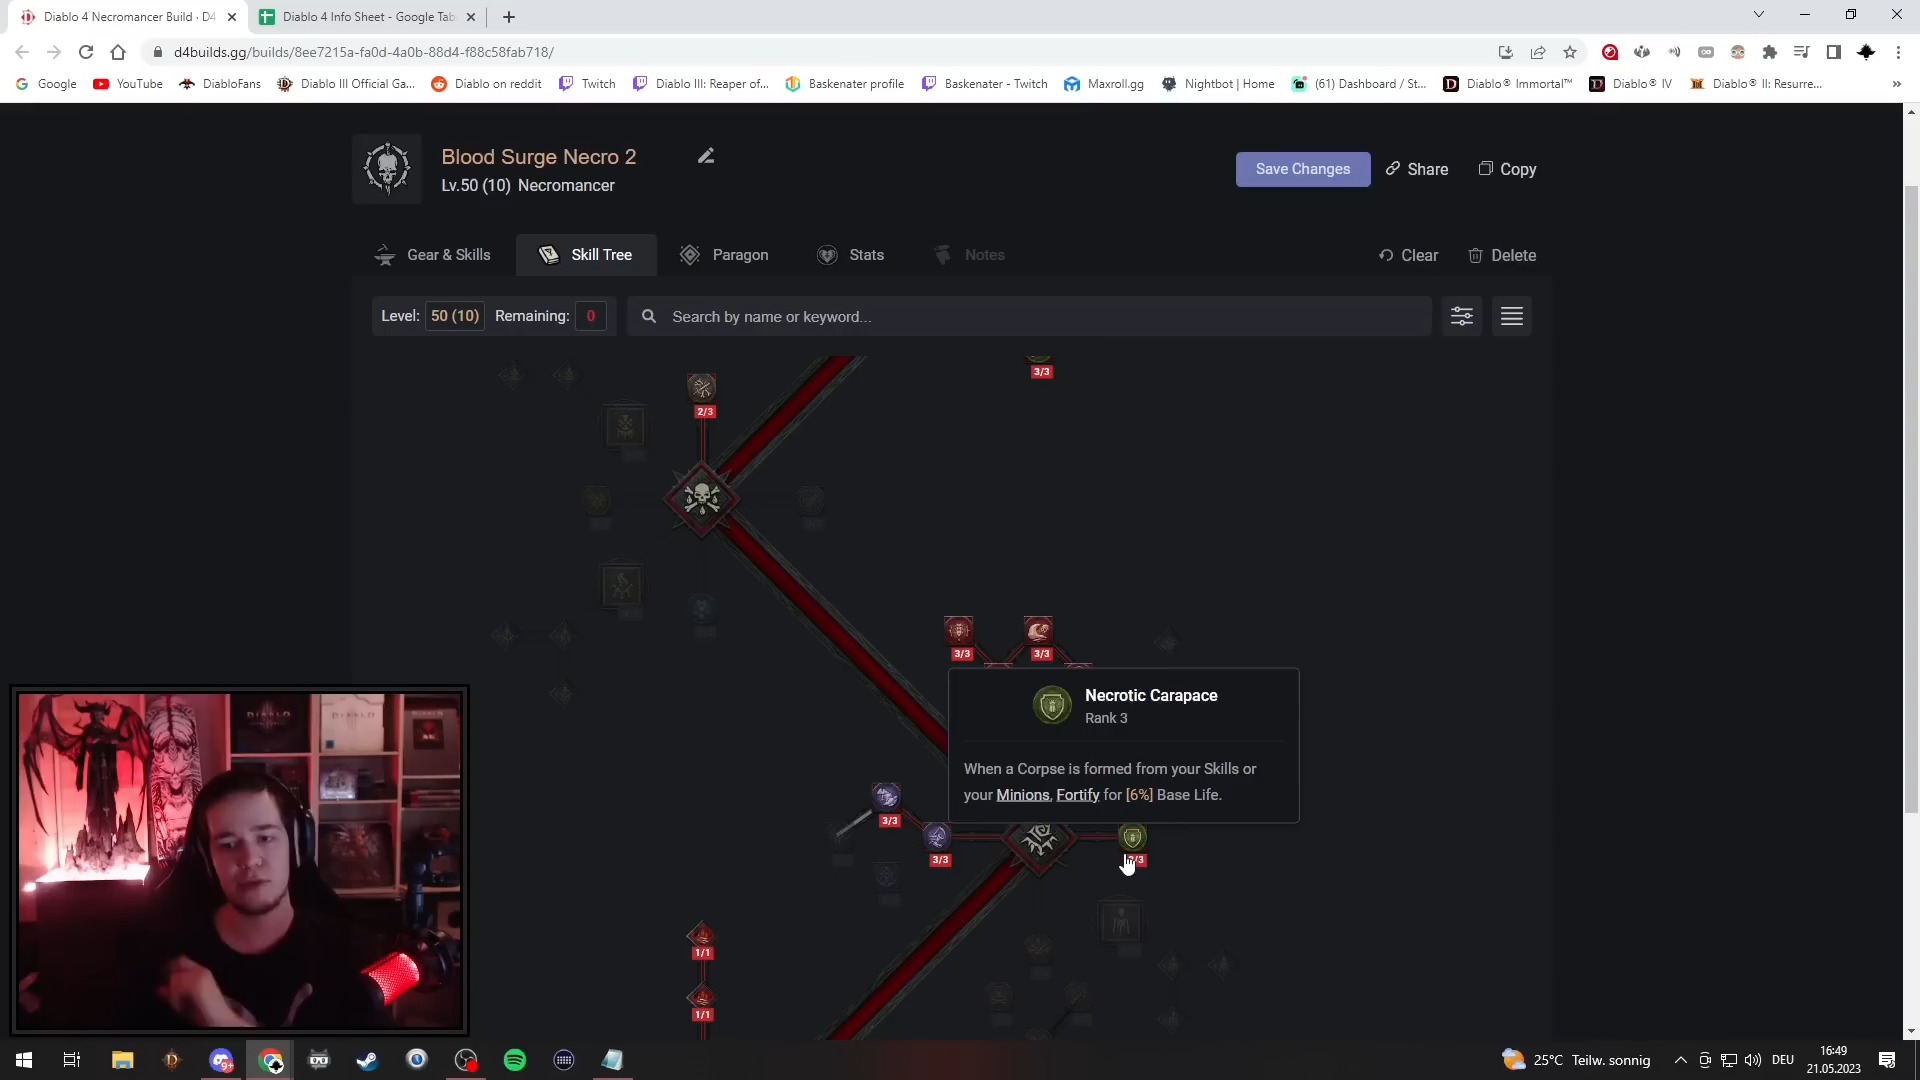 Diablo 4 Necromancer Build · D4
Diablo 4 Info Sheet - Google Tab
d4builds.gg/builds/8ee7215a-fa0d-4a0b-88d4-f88c58fab718/
Google
YouTube
DiabloFans
Diablo III Official Ga...
Diablo on reddit
Twitch
Diablo III: Reaper of...
Baskenater profile
Baskenater - Twitch
Maxroll.gg
Nightbot | Home
(61) Dashboard / St...
Diablo® Immortal™
Diablo® IV
Diablo® II: Resurre...
»
Blood Surge Necro 2
Lv.50 (10) Necromancer
Save Changes
Share
Copy
Gear & Skills
Skill Tree
Paragon
Stats
Notes
Clear
Delete
Level: 50 (10) Remaining: 0
Search by name or keyword...
3/3
2/3
3/3
3/3
Necrotic Carapace
Rank 3
When a Corpse is formed from your Skills or
your Minions, Fortify for [6%] Base Life.
3/3
3/3
1/1
1/1
DIABLO
DIABLO
9+
25°C Teilw. sonnig
DEU
16:49
21.05.2023